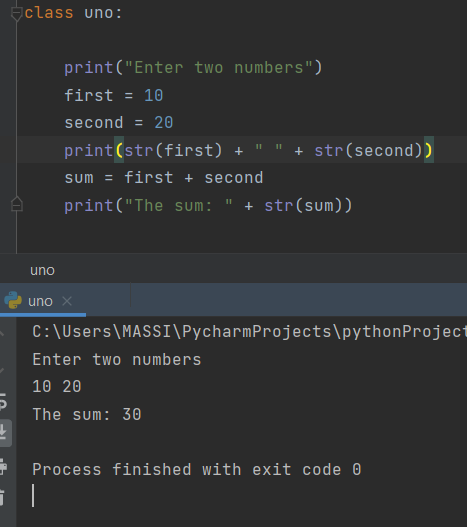 class uno:
print("Enter two numbers")
first = 10
second = 20
print(str(first) + " " + str(second))
sum = first + second
print("The sum: " + str(sum))
uno
uno
C:\Users\MASSI\PycharmProjects\pythonProject
Enter two numbers
10 20
The sum: 30
Process finished with exit code 0